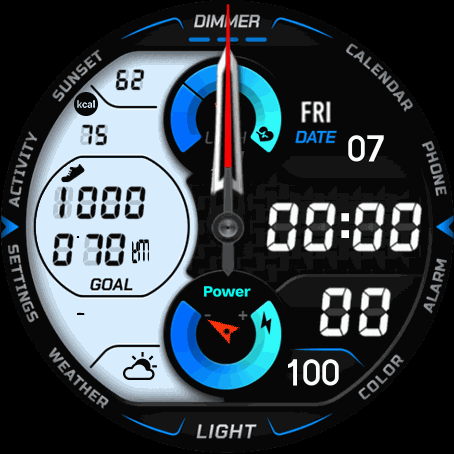 DIMMER
SUNSET
CALENDAR
62
kcal
75
FRI
DATE 07
ACTIVITY
PHONE
1000
0.70 KM
GOAL
00:00
SETTINGS
ALARM
Power
- +
-
00
100
WEATHER
COLOR
LIGHT